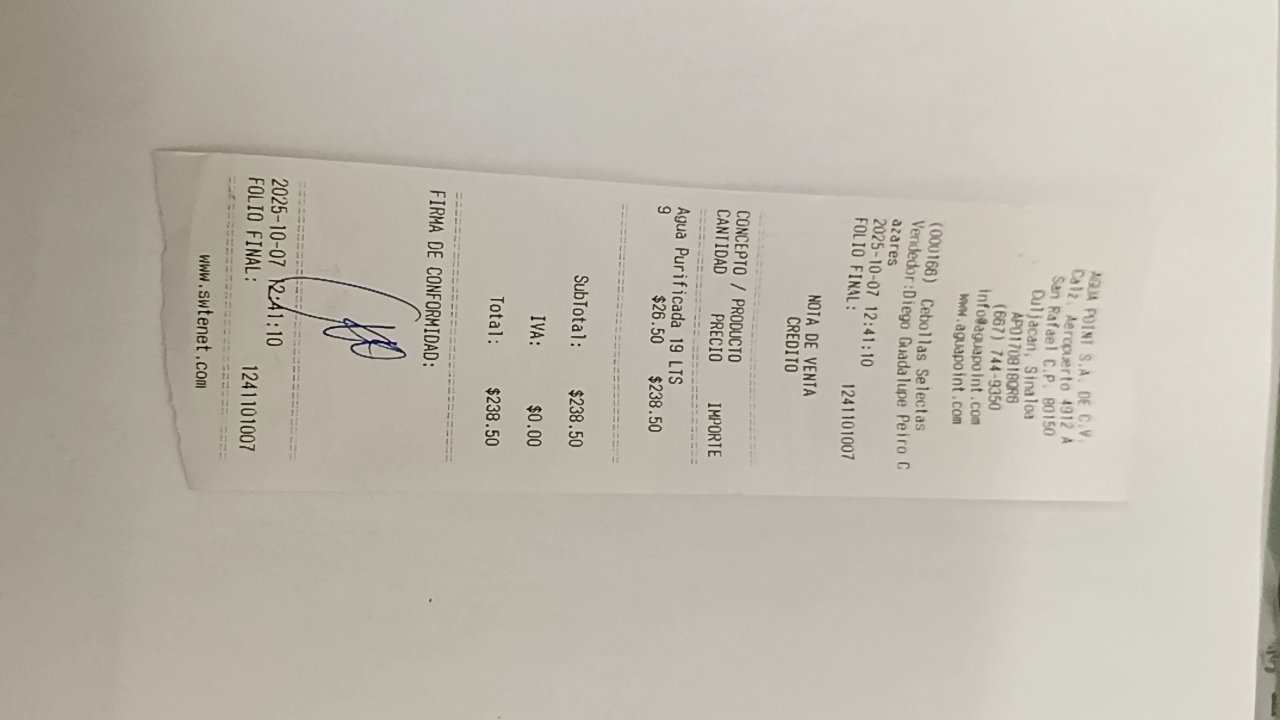 AGUA POINT S.A. DE C.V.
Calz. Aeropuerto 4912 A
San Rafael C.P. 80150
Culiacan, Sinaloa
APO170818QR6
(667) 744-9350
info@aguapoint.com
www.aguapoint.com
(000166) Cebollas Selectas
Vendedor:Diego Guadalupe Peiro C
azares
2025-10-07 12:41:10
FOLIO FINAL: 1241101007
NOTA DE VENTA
CREDITO
CONCEPTO / PRODUCTO
CANTIDAD PRECIO IMPORTE
Agua Purificada 19 LTS
9 $26.50 $238.50
SubTotal: $238.50
IVA: $0.00
Total: $238.50
FIRMA DE CONFORMIDAD:
2025-10-07 12:41:10
FOLIO FINAL: 1241101007
www.swtenet.com